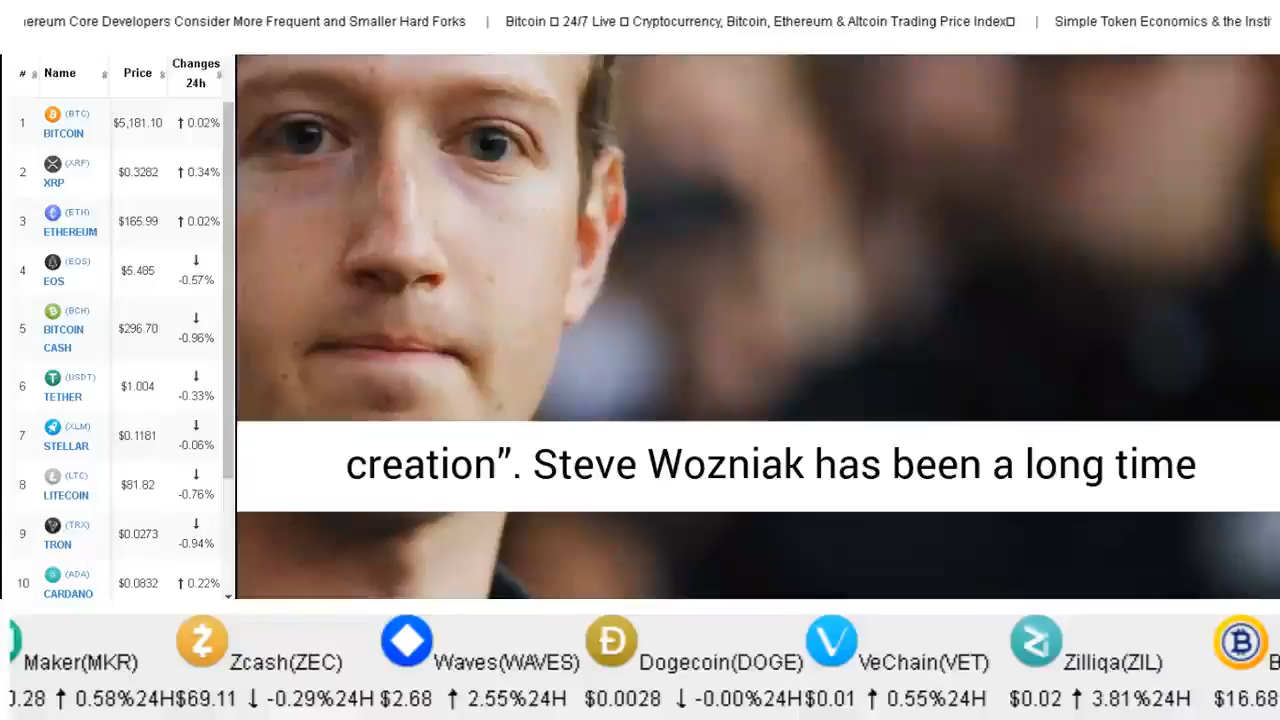 ereum Core Developers Consider More Frequent and Smaller Hard Forks | Bitcoin 24/7 Live Cryptocurrency, Bitcoin, Ethereum & Altcoin Trading Price Index | Simple Token Economics & the Insti
# Name Price Changes 24h
1 (BTC) BITCOIN $5,181.10 ↑ 0.02%
2 (XRP) XRP $0.3282 ↑ 0.34%
3 (ETH) ETHEREUM $165.99 ↑ 0.02%
4 (EOS) EOS $5.485 ↓ -0.57%
5 (BCH) BITCOIN CASH $296.70 ↓ -0.96%
6 (USDT) TETHER $1.004 ↓ -0.33%
7 (XLM) STELLAR $0.1181 ↓ -0.06%
8 (LTC) LITECOIN $81.82 ↓ -0.76%
9 (TRX) TRON $0.0273 ↓ -0.94%
10 (ADA) CARDANO $0.0832 ↑ 0.22%
creation”. Steve Wozniak has been a long time
Maker(MKR) Zcash(ZEC) Waves(WAVES) Dogecoin(DOGE) VeChain(VET) Zilliqa(ZIL) B
0.28 ↑ 0.58%24H $69.11 ↓ -0.29%24H $2.68 ↑ 2.55%24H $0.0028 ↓ -0.00%24H $0.01 ↑ 0.55%24H $0.02 ↑ 3.81%24H $16.68